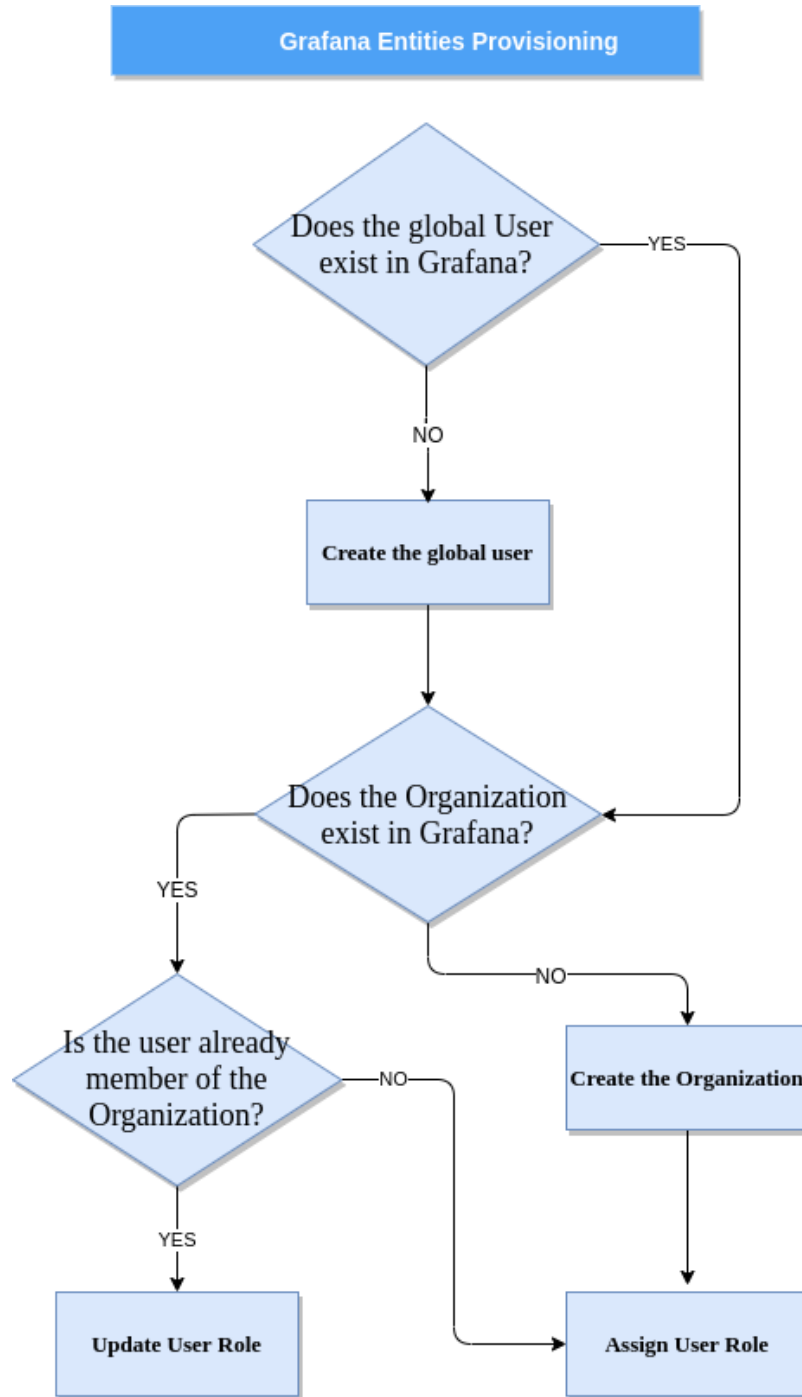 Grafana Entities Provisioning
Does the global User
exist in Grafana?
YES
NO
Create the global user
Does the Organization
exist in Grafana?
YES
NO
Is the user already
member of the
Organization?
NO
Create the Organization
YES
Update User Role
Assign User Role